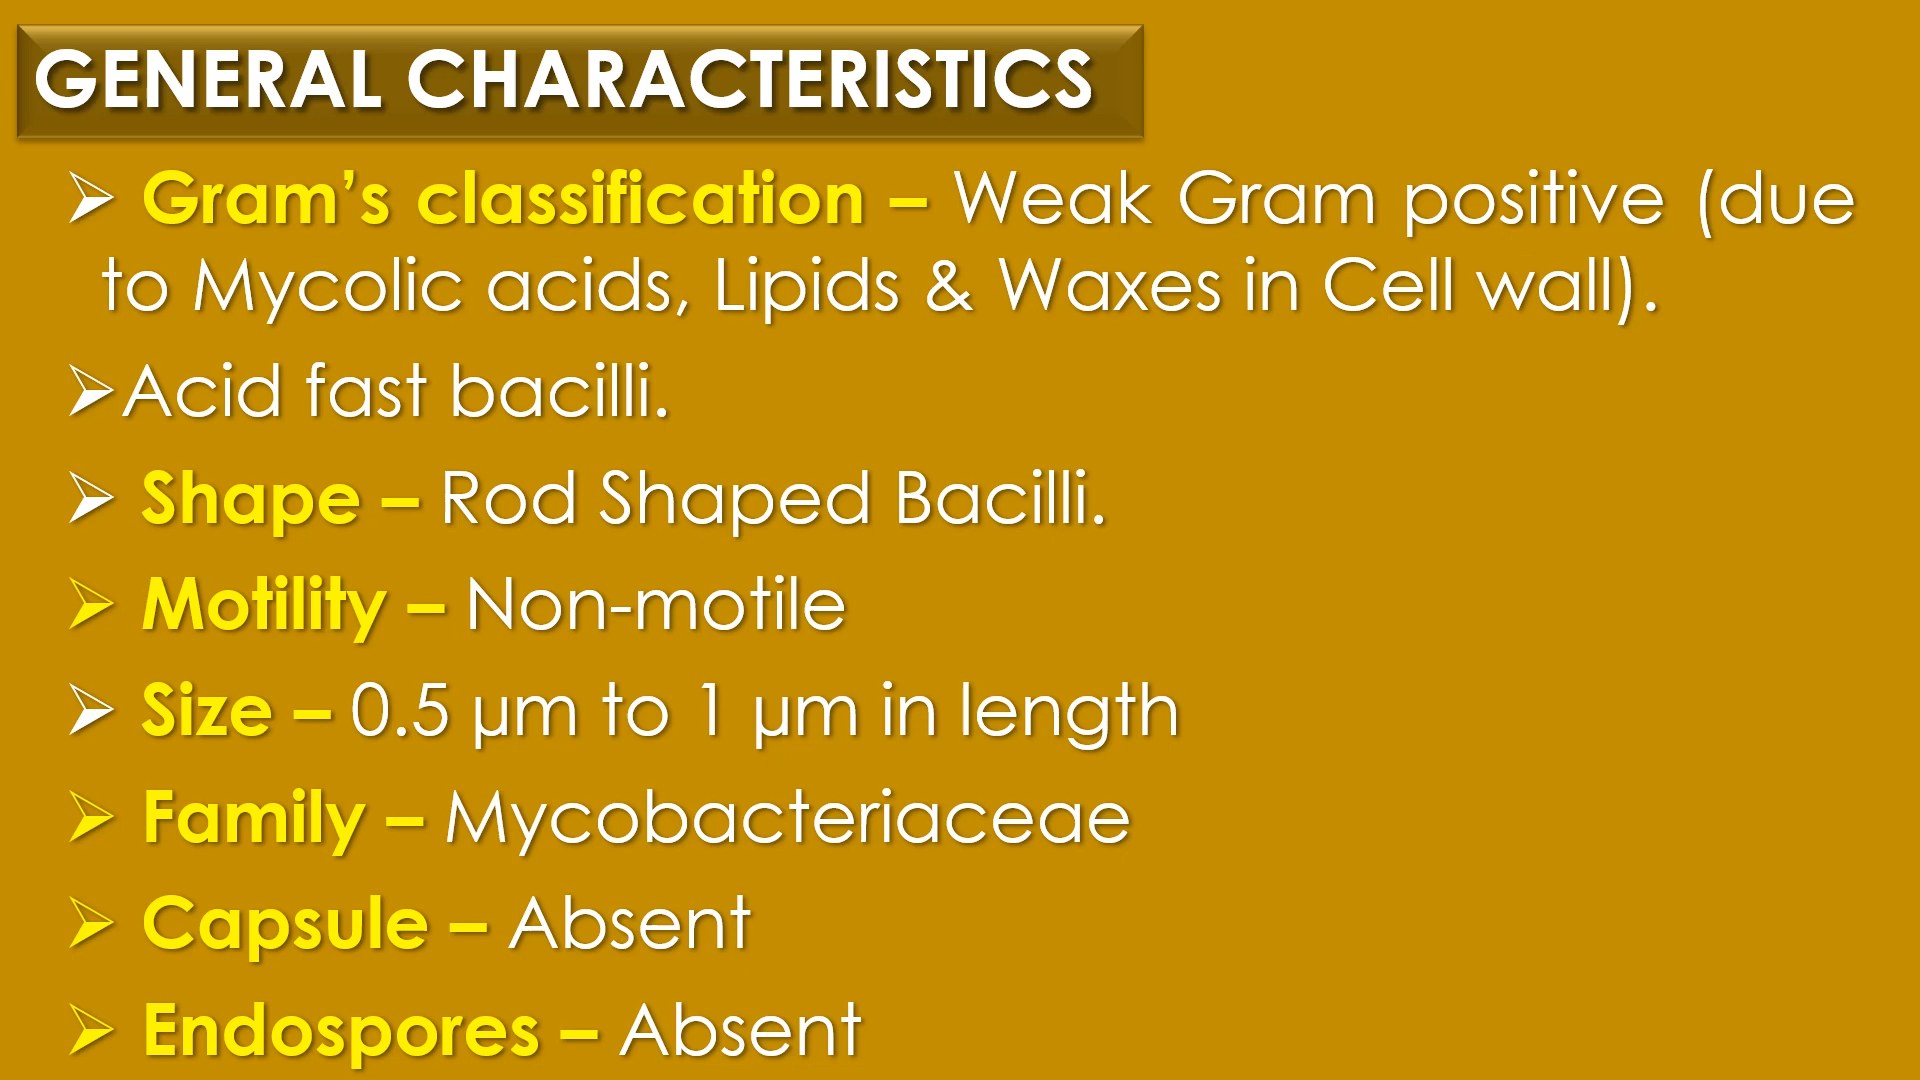 GENERAL CHARACTERISTICS
➢ Gram’s classification – Weak Gram positive (due
to Mycolic acids, Lipids & Waxes in Cell wall).
➢Acid fast bacilli.
➢ Shape – Rod Shaped Bacilli.
➢ Motility – Non-motile
➢ Size – 0.5 µm to 1 µm in length
➢ Family – Mycobacteriaceae
➢ Capsule – Absent
➢ Endospores – Absent